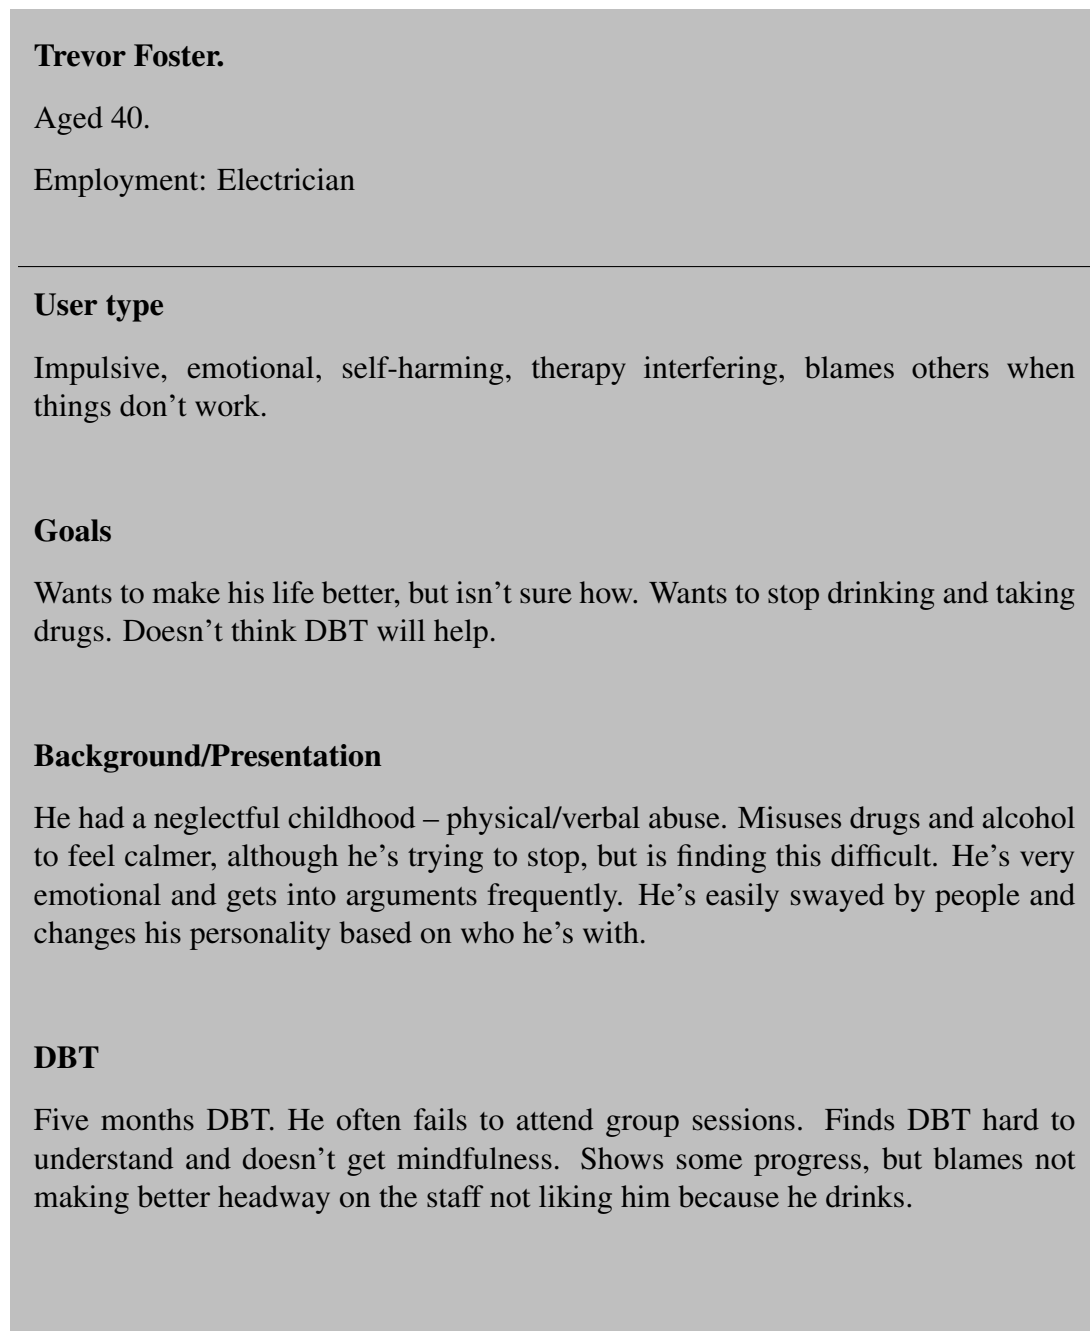 Trevor Foster.
Aged 40.
Employment: Electrician
User type
Impulsive, emotional, self-harming, therapy interfering, blames others when
things don’t work.
Goals
Wants to make his life better, but isn’t sure how. Wants to stop drinking and taking
drugs. Doesn’t think DBT will help.
Background/Presentation
He had a neglectful childhood – physical/verbal abuse. Misuses drugs and alcohol
to feel calmer, although he’s trying to stop, but is finding this difficult. He’s very
emotional and gets into arguments frequently. He’s easily swayed by people and
changes his personality based on who he’s with.
DBT
Five months DBT. He often fails to attend group sessions. Finds DBT hard to
understand and doesn’t get mindfulness. Shows some progress, but blames not
making better headway on the staff not liking him because he drinks.